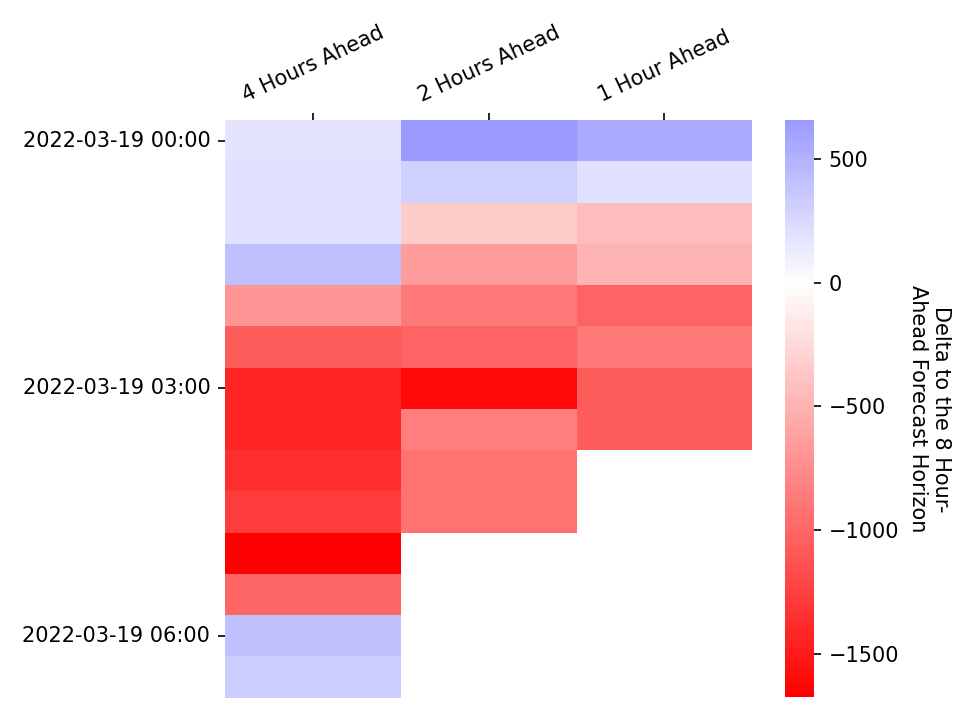 4 Hours Ahead
2 Hours Ahead
1 Hour Ahead
2022-03-19 00:00
2022-03-19 03:00
2022-03-19 06:00
500
0
−500
−1000
−1500
Delta to the 8 Hour-
Ahead Forecast Horizon